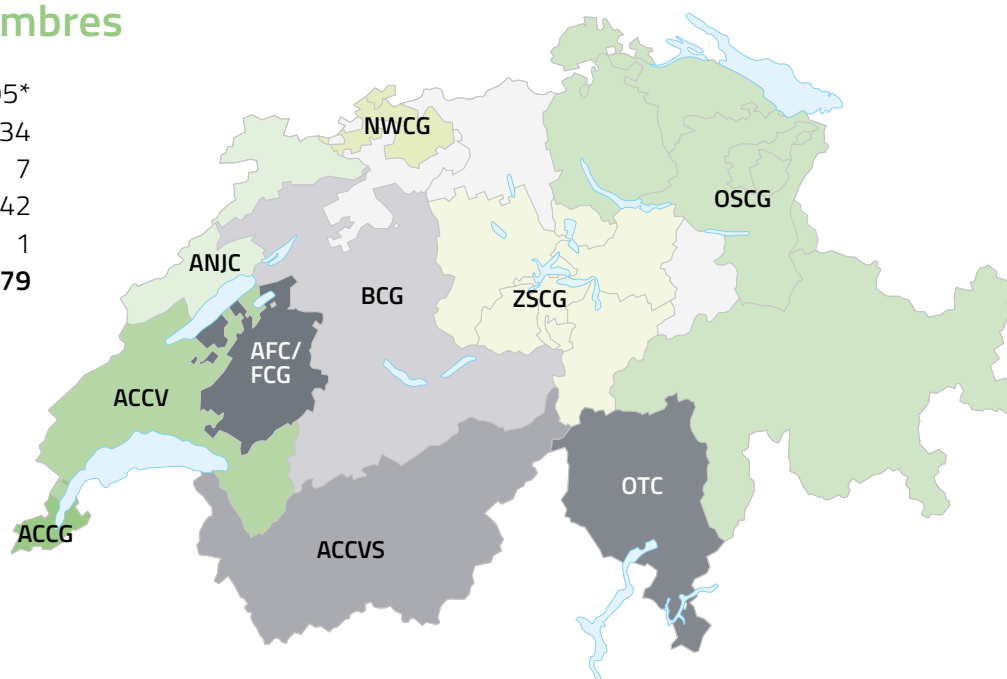 mbres
5*
34
7
42
1
79
NWCG
OSCG
ANJC
BCG
ZSCG
AFC/
FCG
ACCV
OTC
ACCG
ACCVS